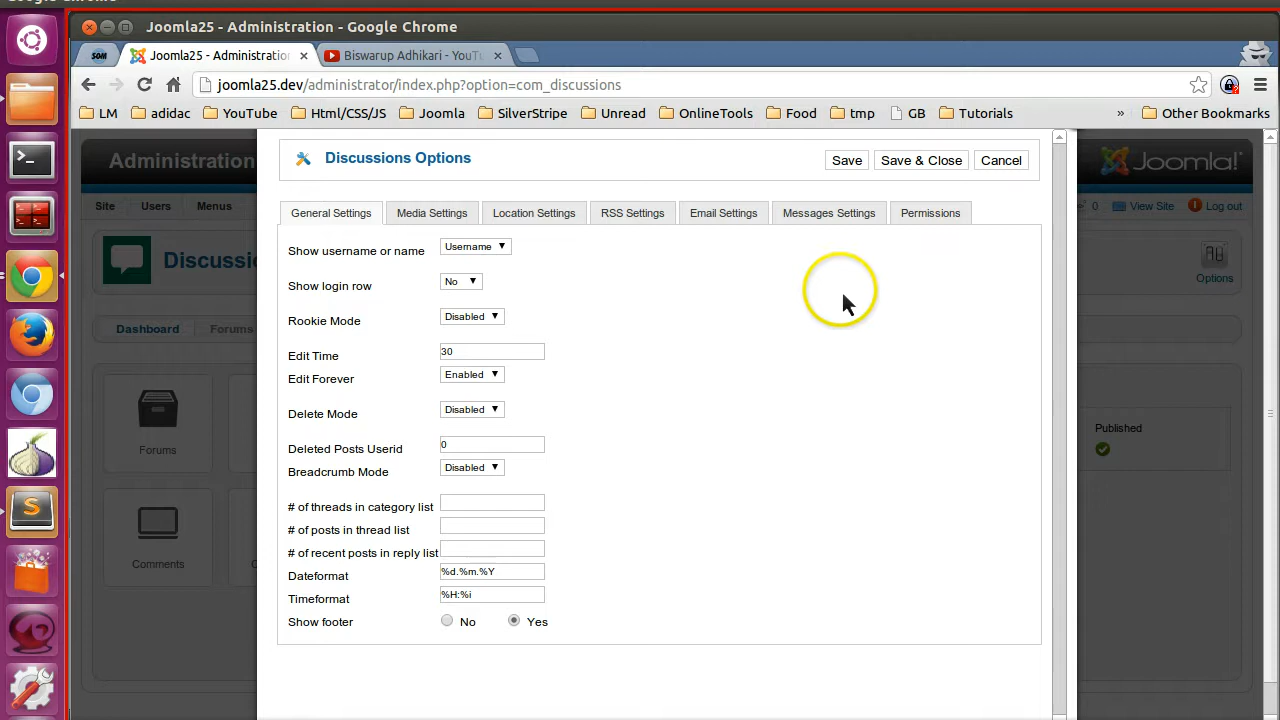 Google Chrome
Joomla25 - Administration - Google Chrome
SOM
Joomla25 - Administration
Biswarup Adhikari - YouTu
joomla25.dev/administrator/index.php?option=com_discussions
LM
adidac
YouTube
Html/CSS/JS
Joomla
SilverStripe
Unread
OnlineTools
Food
tmp
GB
Tutorials
»
Other Bookmarks
Administration
Joomla!
Discussions Options
Save
Save & Close
Cancel
Site
Users
Menus
0
View Site
Log out
General Settings
Media Settings
Location Settings
RSS Settings
Email Settings
Messages Settings
Permissions
Discussi
Options
Dashboard
Forums
Show username or name
Username
Show login row
No
Rookie Mode
Disabled
Edit Time
30
Edit Forever
Enabled
Delete Mode
Disabled
Deleted Posts Userid
0
Breadcrumb Mode
Disabled
# of threads in category list
# of posts in thread list
# of recent posts in reply list
Dateformat
%d.%m.%Y
Timeformat
%H:%i
Show footer
No
Yes
Forums
Comments
C
Published